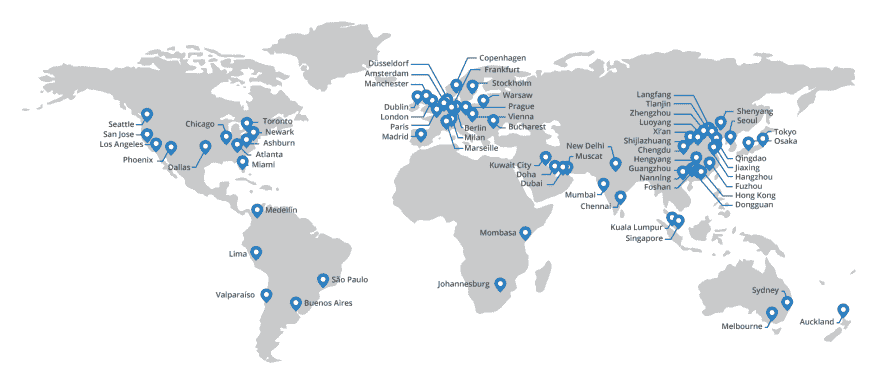 Seattle
San Jose
Los Angeles
Phoenix
Dallas
Chicago
Toronto
Newark
Ashburn
Atlanta
Miami
Medellin
Lima
São Paulo
Valparaiso
Buenos Aires
Düsseldorf
Amsterdam
Manchester
Dublin
London
Paris
Madrid
Copenhagen
Frankfurt
Stockholm
Warsaw
Prague
Vienna
Bucharest
Berlin
Milan
Marseille
Kuwait City
Doha
Dubai
New Delhi
Muscat
Mumbai
Chennai
Mombasa
Johannesburg
Langfang
Tianjin
Zhengzhou
Luoyang
Xi'an
Shijiazhuang
Chengdu
Hengyang
Guangzhou
Nanning
Foshan
Shenyang
Seoul
Tokyo
Osaka
Qingdao
Jiaxing
Hangzhou
Fuzhou
Hong Kong
Dongguan
Kuala Lumpur
Singapore
Sydney
Melbourne
Auckland